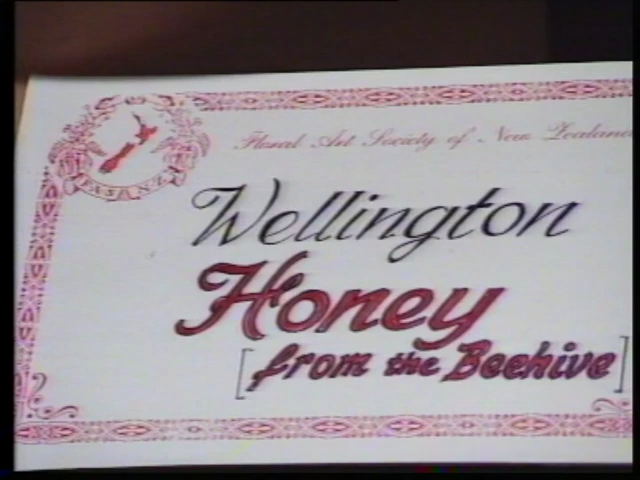 Floral Art Society of New Zealand
F.A.S.N.Z.
Wellington
Honey
[from the Beehive]